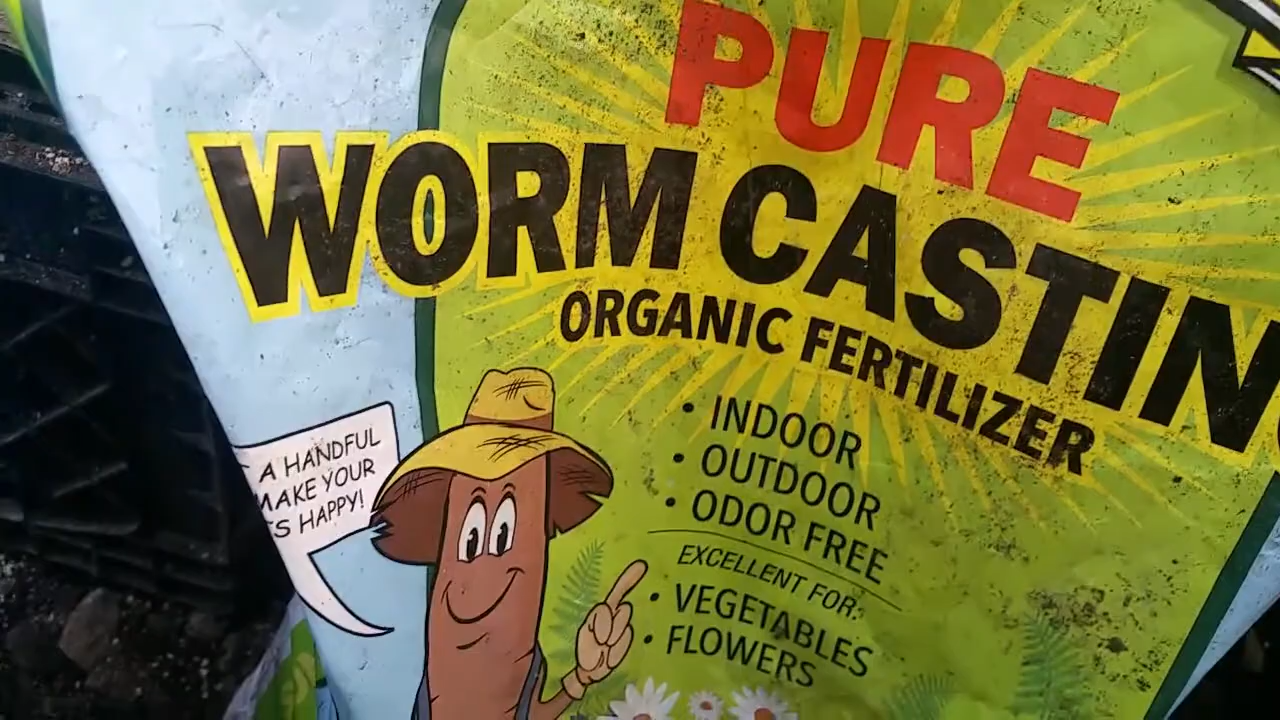 PURE
WORM CASTIN
ORGANIC FERTILIZER
• INDOOR
• OUTDOOR
• ODOR FREE
EXCELLENT FOR:
• VEGETABLES
• FLOWERS
A HANDFUL
MAKE YOUR
S HAPPY!